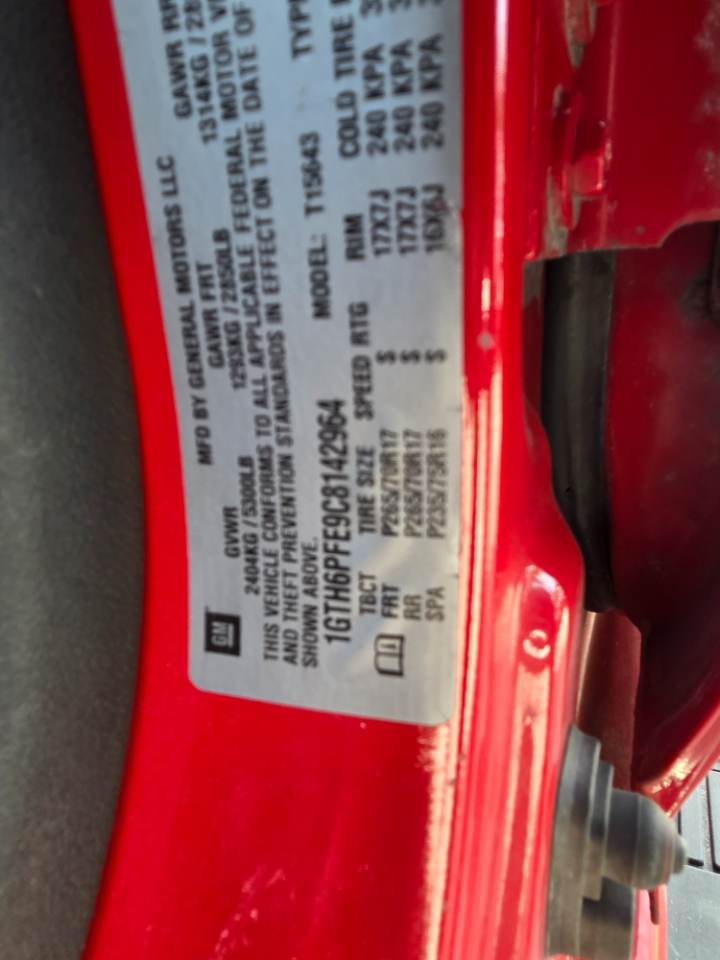 GM
MFD BY GENERAL MOTORS LLC
GVWR GAWR FRT GAWR RR
2404KG / 5300LB 1293KG / 2850LB 1314KG / 28
THIS VEHICLE CONFORMS TO ALL APPLICABLE FEDERAL MOTOR
AND THEFT PREVENTION STANDARDS IN EFFECT ON THE DATE OF
SHOWN ABOVE.
1GTH6PFE9C8142964 MODEL: T15643 TYPE
TBCT TIRE SIZE SPEED RTG RIM COLD TIRE
FRT P265/70R17 S 17X7J 240 KPA
RR P265/70R17 S 17X7J 240 KPA
SPA P235/75R16 S 16X6J 240 KPA